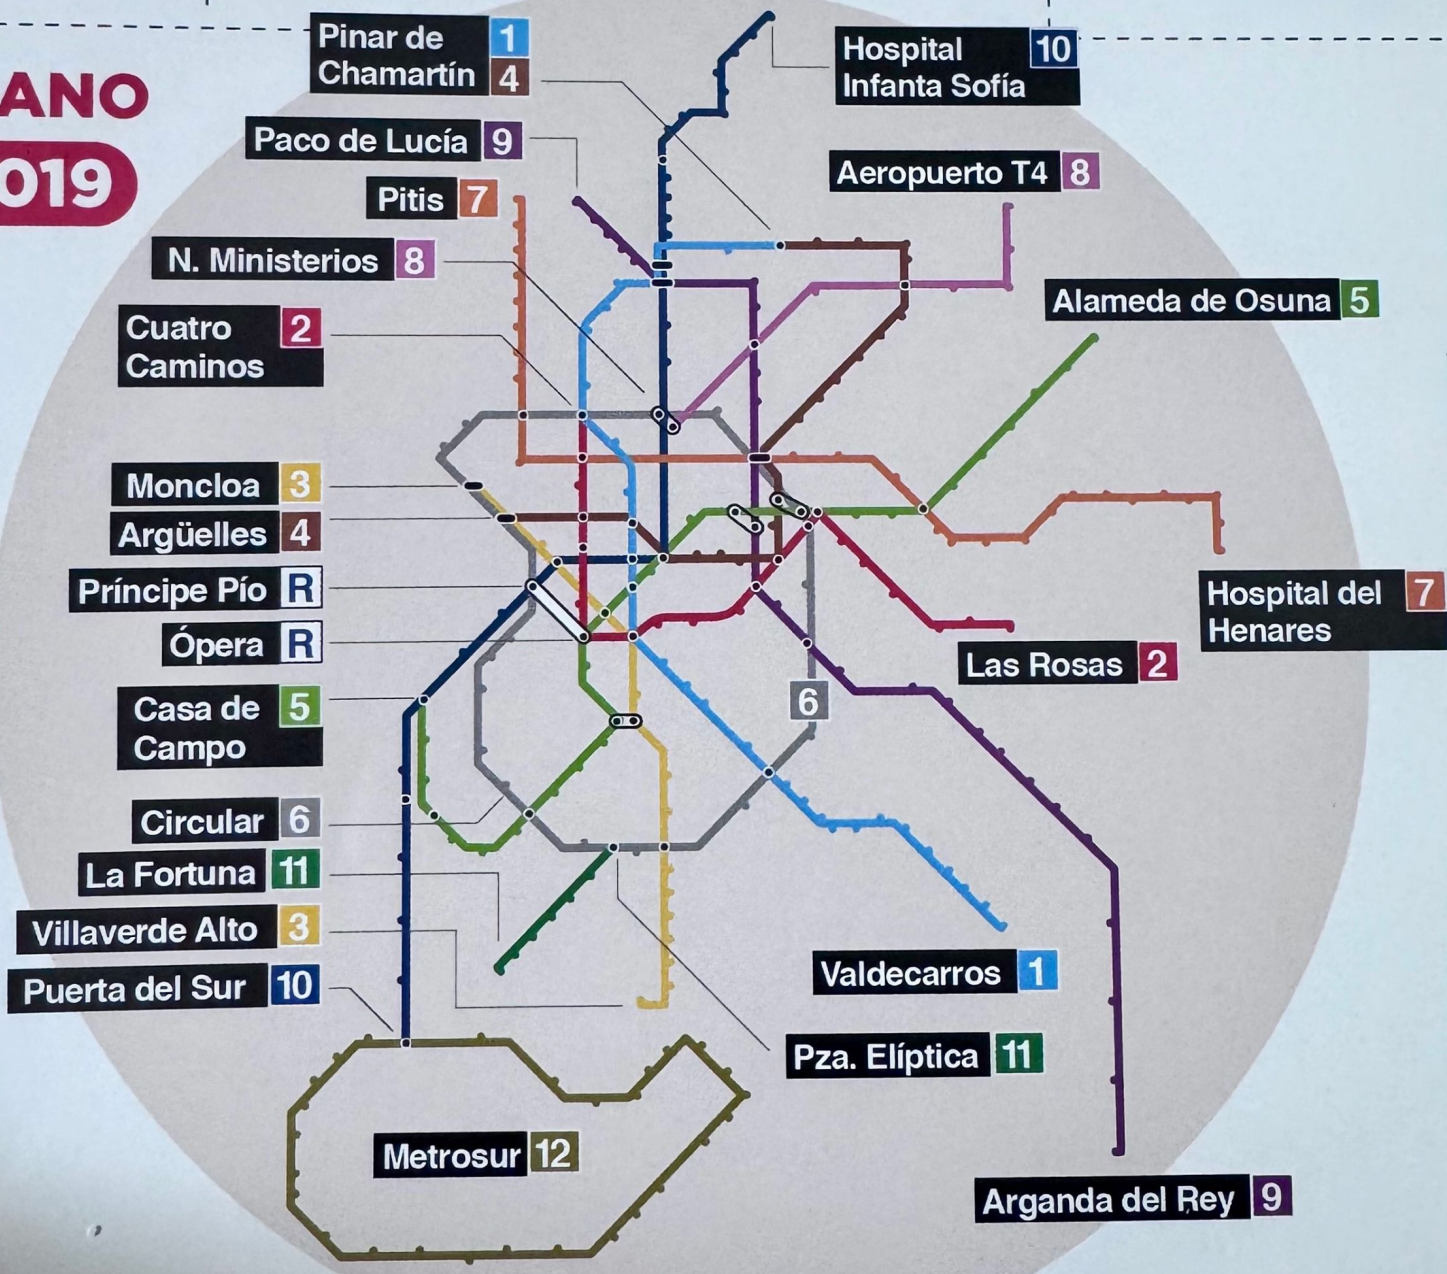 Pinar de 1
Chamartín 4
Hospital 10
Infanta Sofía
ANO
019
Paco de Lucía 9
Aeropuerto T4 8
Pitis 7
N. Ministerios 8
Alameda de Osuna 5
Cuatro 2
Caminos
Moncloa 3
Argüelles 4
Príncipe Pío R
Hospital del 7
Henares
Ópera R
Las Rosas 2
Casa de 5
Campo
6
Circular 6
La Fortuna 11
Villaverde Alto 3
Valdecarros 1
Puerta del Sur 10
Pza. Elíptica 11
Metrosur 12
Arganda del Rey 9